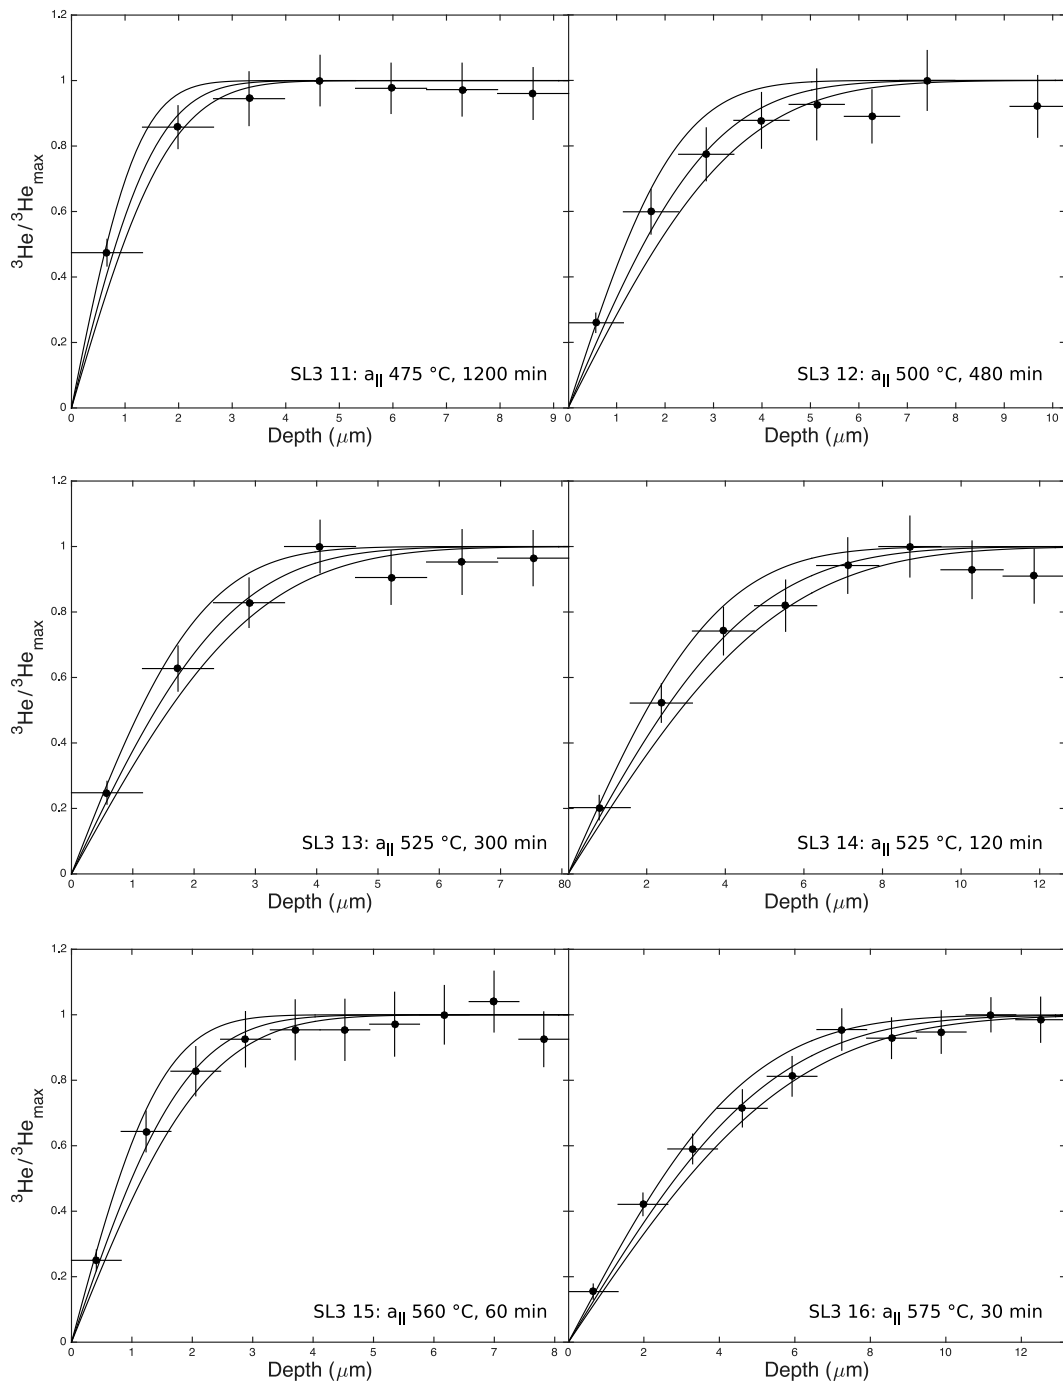 1.2
1
0.8
0.6
0.4
0.2
0
³He/³He_max
SL3 11: a_|| 475 °C, 1200 min
0 1 2 3 4 5 6 7 8 9
Depth (μm)
SL3 12: a_|| 500 °C, 480 min
0 1 2 3 4 5 6 7 8 9 10
Depth (μm)
1.2
1
0.8
0.6
0.4
0.2
0
³He/³He_max
SL3 13: a_|| 525 °C, 300 min
0 1 2 3 4 5 6 7 8
Depth (μm)
SL3 14: a_|| 525 °C, 120 min
0 2 4 6 8 10 12
Depth (μm)
1.2
1
0.8
0.6
0.4
0.2
0
³He/³He_max
SL3 15: a_|| 560 °C, 60 min
0 1 2 3 4 5 6 7 8
Depth (μm)
SL3 16: a_|| 575 °C, 30 min
0 2 4 6 8 10 12
Depth (μm)